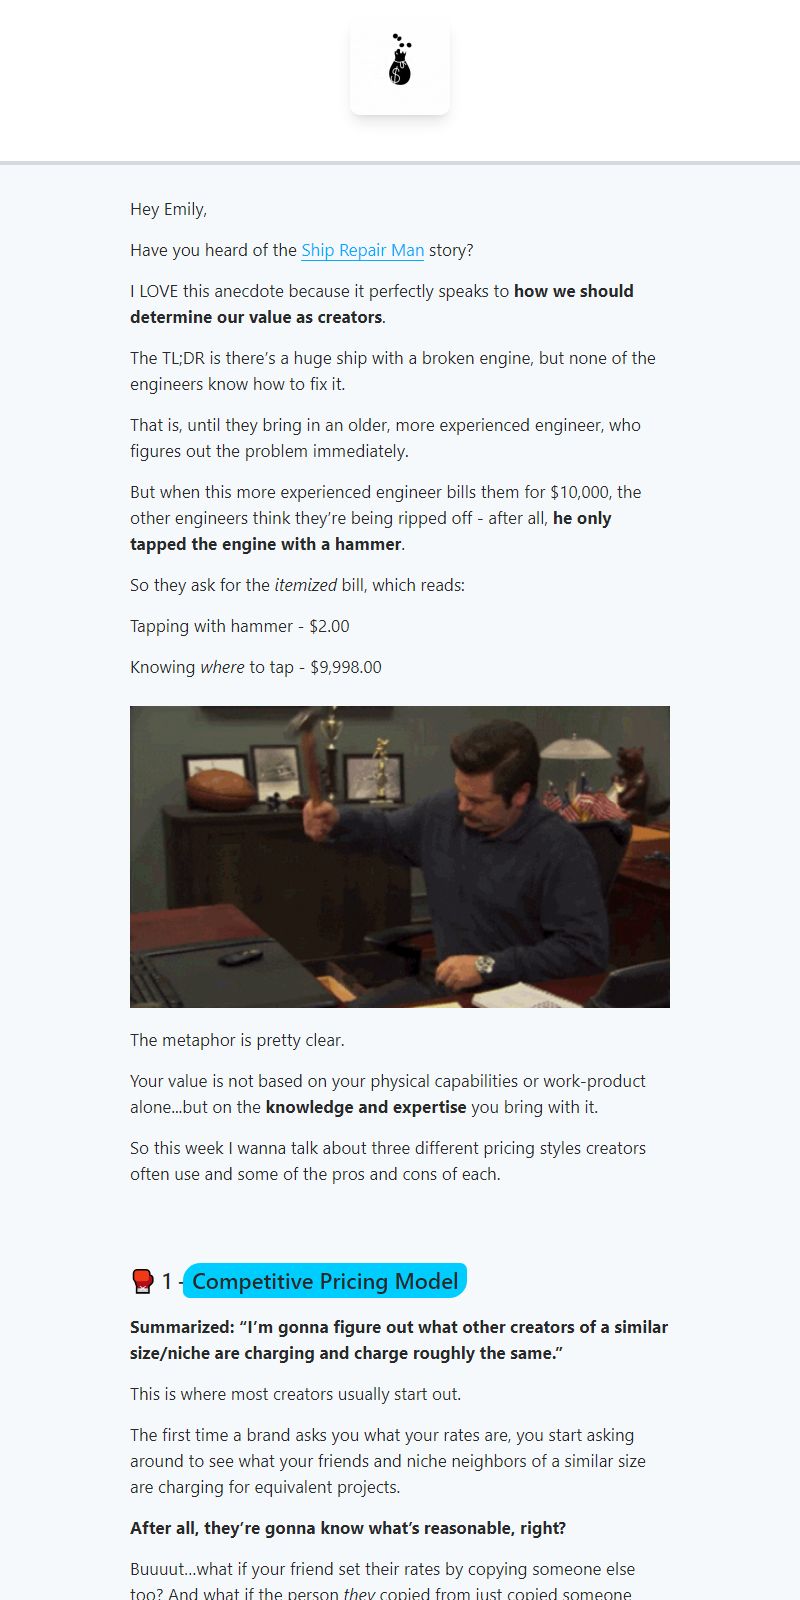 $
Hey Emily,
Have you heard of the Ship Repair Man story?
I LOVE this anecdote because it perfectly speaks to how we should
determine our value as creators.
The TL;DR is there's a huge ship with a broken engine, but none of the
engineers know how to fix it.
That is, until they bring in an older, more experienced engineer, who
figures out the problem immediately.
But when this more experienced engineer bills them for $10,000, the
other engineers think they're being ripped off - after all, he only
tapped the engine with a hammer.
So they ask for the itemized bill, which reads:
Tapping with hammer - $2.00
Knowing where to tap - $9,998.00
The metaphor is pretty clear.
Your value is not based on your physical capabilities or work-product
alone...but on the knowledge and expertise you bring with it.
So this week I wanna talk about three different pricing styles creators
often use and some of the pros and cons of each.
🥊 1 - Competitive Pricing Model
Summarized: “I'm gonna figure out what other creators of a similar
size/niche are charging and charge roughly the same.”
This is where most creators usually start out.
The first time a brand asks you what your rates are, you start asking
around to see what your friends and niche neighbors of a similar size
are charging for equivalent projects.
After all, they're gonna know what's reasonable, right?
Buuuut...what if your friend set their rates by copying someone else
too? And what if the person they copied from just copied someone